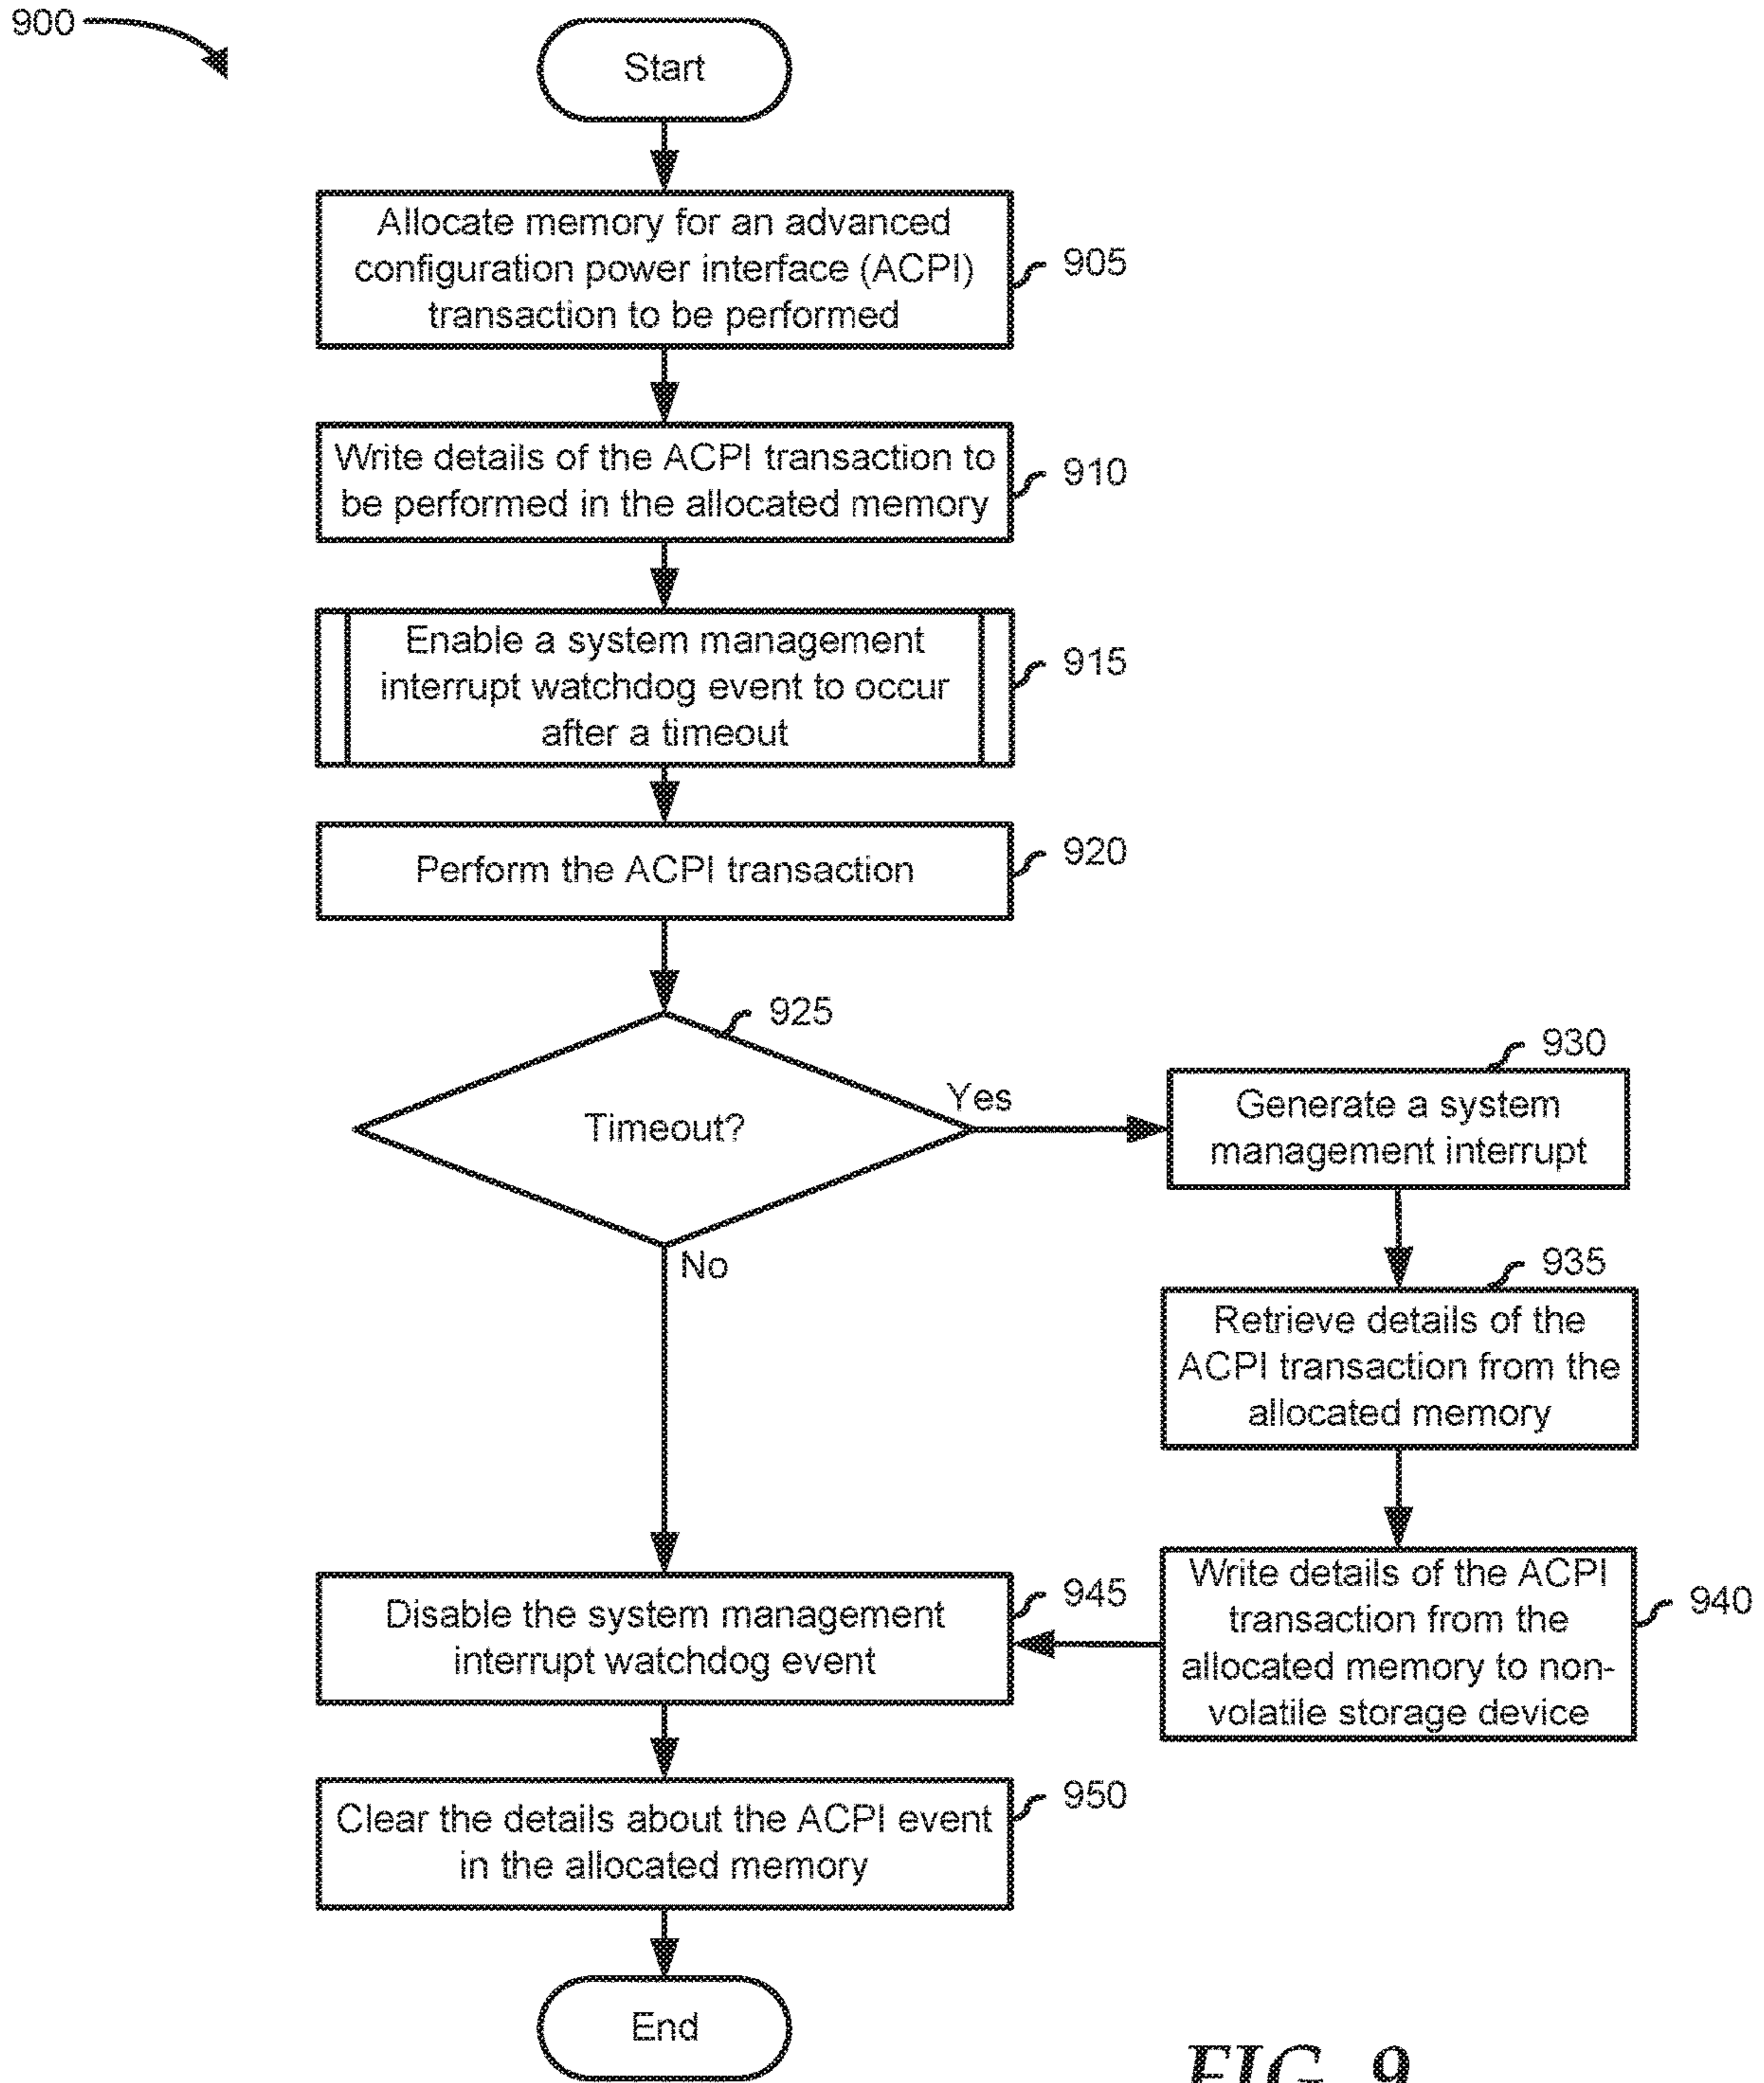 900
Start
Allocate memory for an advanced
configuration power interface (ACPI)
transaction to be performed
905
Write details of the ACPI transaction to
be performed in the allocated memory
910
Enable a system management
interrupt watchdog event to occur
after a timeout
915
Perform the ACPI transaction
920
925
Timeout?
Yes
No
930
Generate a system
management interrupt
935
Retrieve details of the
ACPI transaction from the
allocated memory
Write details of the ACPI
transaction from the
allocated memory to non-
volatile storage device
940
Disable the system management
interrupt watchdog event
945
Clear the details about the ACPI event
in the allocated memory
950
End
FIG. 9